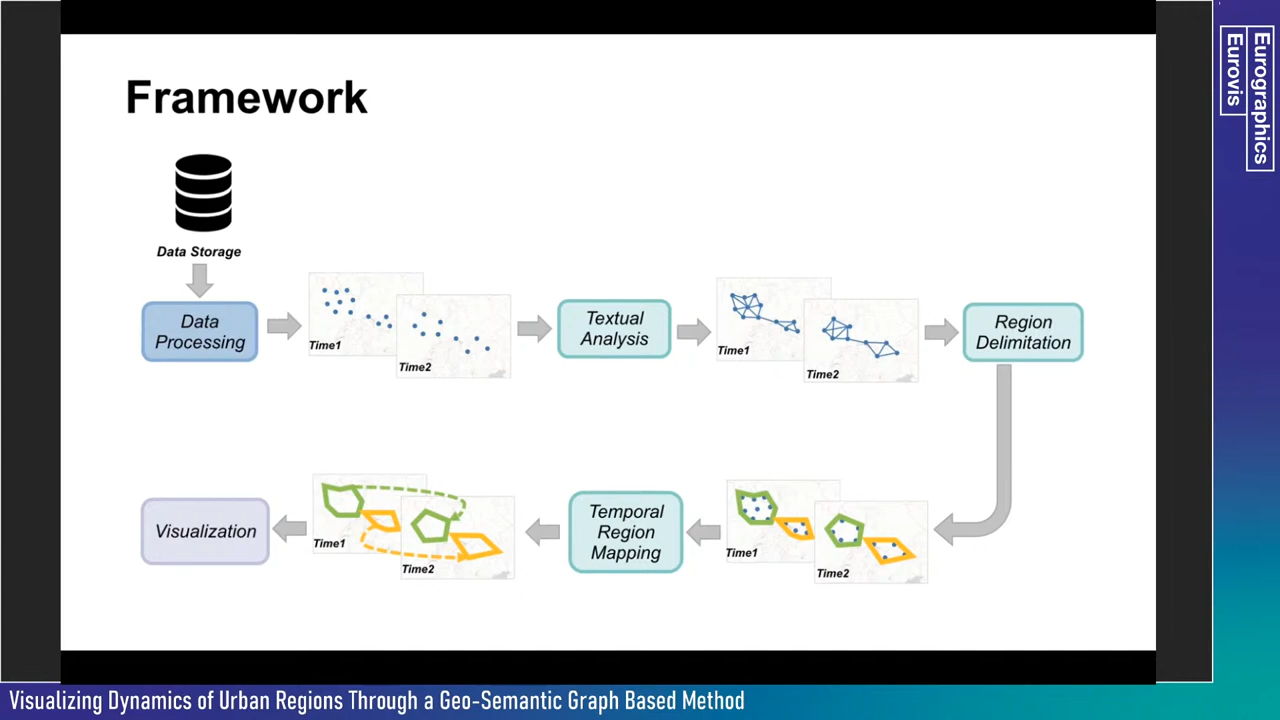 Framework
Data Storage
Data
Processing
Time1
Time2
Textual
Analysis
Time1
Time2
Region
Delimitation
Visualization
Time1
Time2
Temporal
Region
Mapping
Time1
Time2
Eurographics
Eurovis
Visualizing Dynamics of Urban Regions Through a Geo-Semantic Graph Based Method